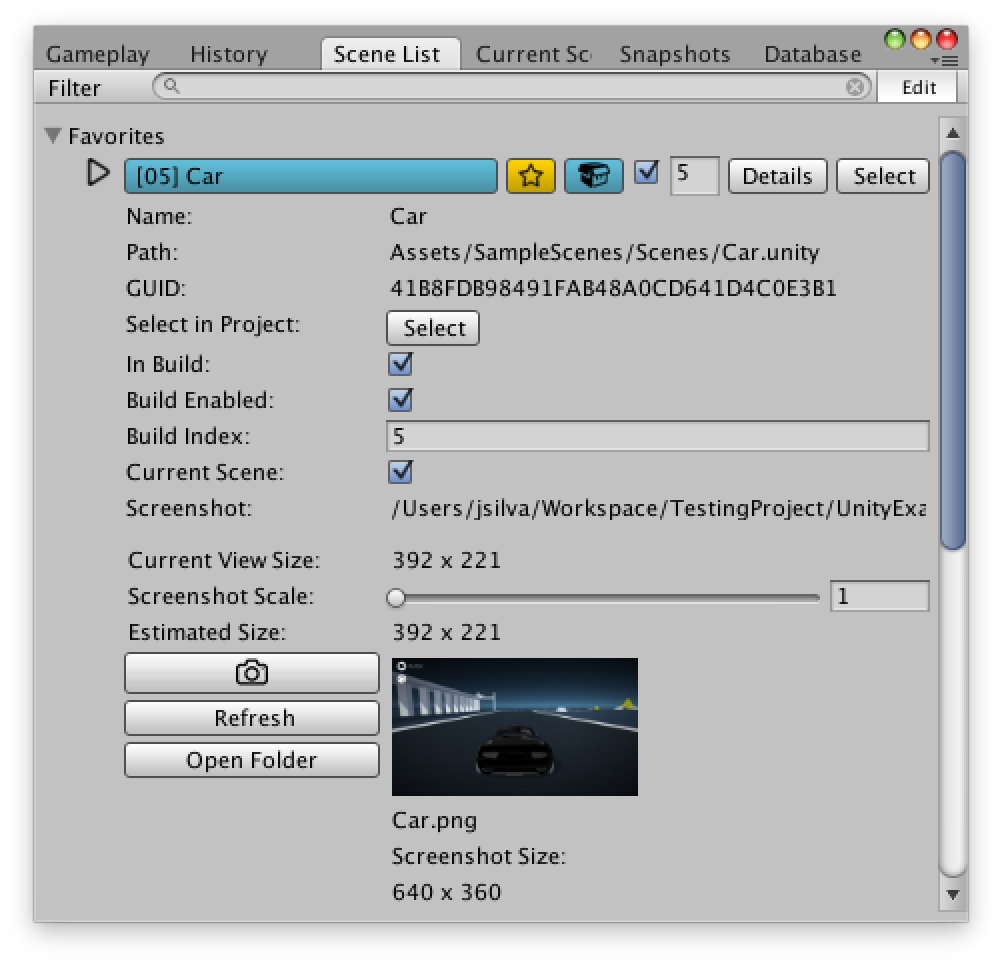 Gameplay History Scene List Current Sc Snapshots Database
Filter Edit
Favorites
[05] Car 5 Details Select
Name: Car
Path: Assets/SampleScenes/Scenes/Car.unity
GUID: 41B8FDB98491FAB48A0CD641D4C0E3B1
Select in Project: Select
In Build:
Build Enabled:
Build Index: 5
Current Scene:
Screenshot: /Users/jsilva/Workspace/TestingProject/UnityExa
Current View Size: 392 x 221
Screenshot Scale: 1
Estimated Size: 392 x 221
Refresh
Open Folder
Car.png
Screenshot Size:
640 x 360